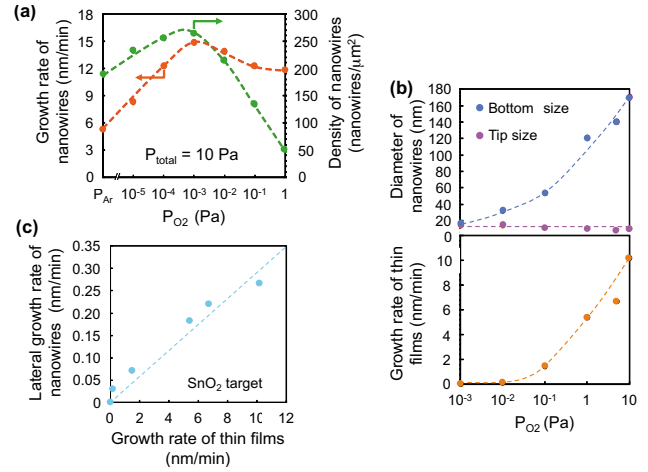 (a)
Growth rate of
nanowires (nm/min)
18
15
12
9
6
3
0
300
250
200
150
100
50
0
Density of nanowires
(nanowires/μm²)
P_total = 10 Pa
P_Ar 10⁻⁵ 10⁻⁴ 10⁻³ 10⁻² 10⁻¹ 1
P_O2 (Pa)
(b)
Diameter of
nanowires (nm)
180
160
140
120
100
80
60
40
20
0
Bottom size
Tip size
Growth rate of thin
films (nm/min)
10
8
6
4
2
0
10⁻³ 10⁻² 10⁻¹ 1 10
P_O2 (Pa)
(c)
Lateral growth rate of
nanowires (nm/min)
0.35
0.30
0.25
0.20
0.15
0.10
0.05
0
SnO₂ target
0 2 4 6 8 10 12
Growth rate of thin films
(nm/min)